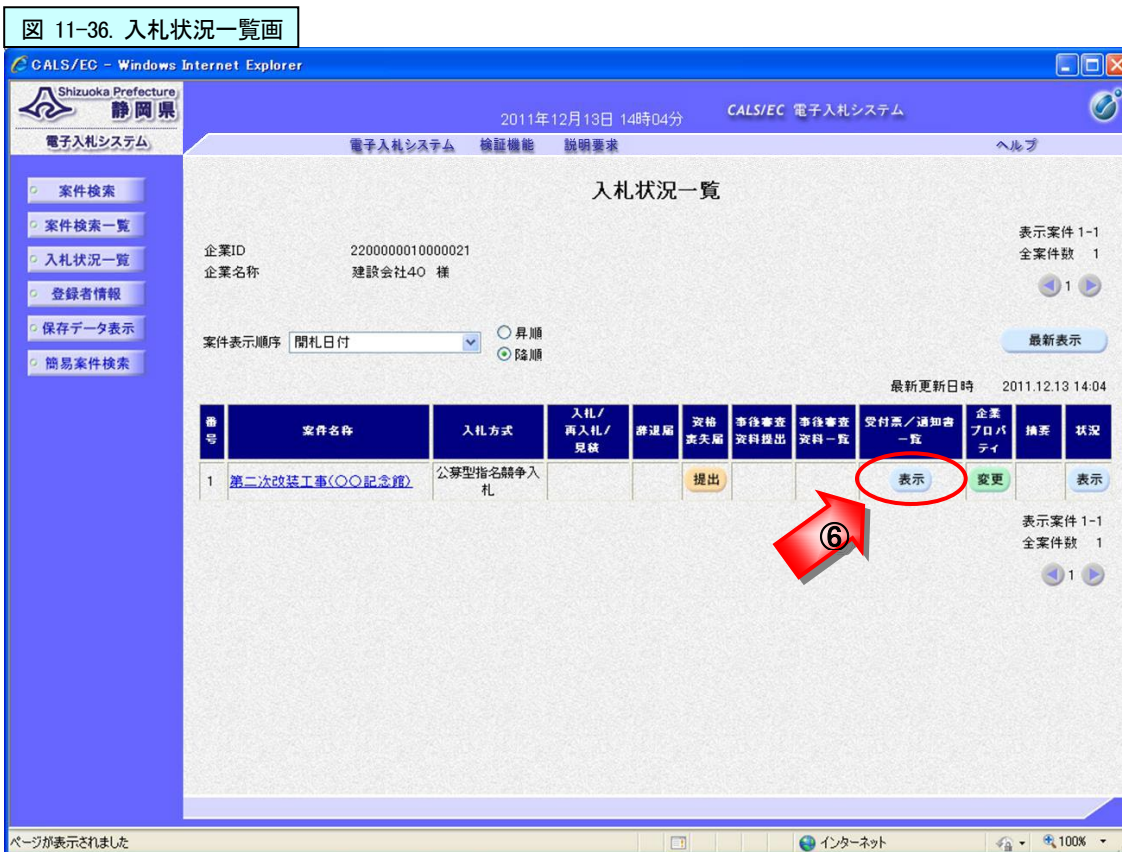 図 11-36. 入札状況一覧画
CALS/EC - Windows Internet Explorer
Shizuoka Prefecture
静岡県
電子入札システム
2011年12月13日 14時04分
CALS/EC 電子入札システム
電子入札システム 検証機能 説明要求 ヘルプ
案件検索
案件検索一覧
入札状況一覧
登録者情報
保存データ表示
簡易案件検索
入札状況一覧
表示案件 1-1
全案件数 1
1
企業ID 2200000010000021
企業名称 建設会社40 様
案件表示順序 開札日付
昇順
降順
最新表示
最新更新日時 2011.12.13 14:04
番号 案件名称 入札方式 入札/再入札/見積 辞退届 資格喪失届 事後審査資料提出 事後審査資料一覧 受付票/通知書一覧 企業プロパティ 摘要 状況
1 第二次改装工事(〇〇記念館) 公募型指名競争入札 提出 表示 変更 表示
⑥
表示案件 1-1
全案件数 1
1
ページが表示されました インターネット 100%